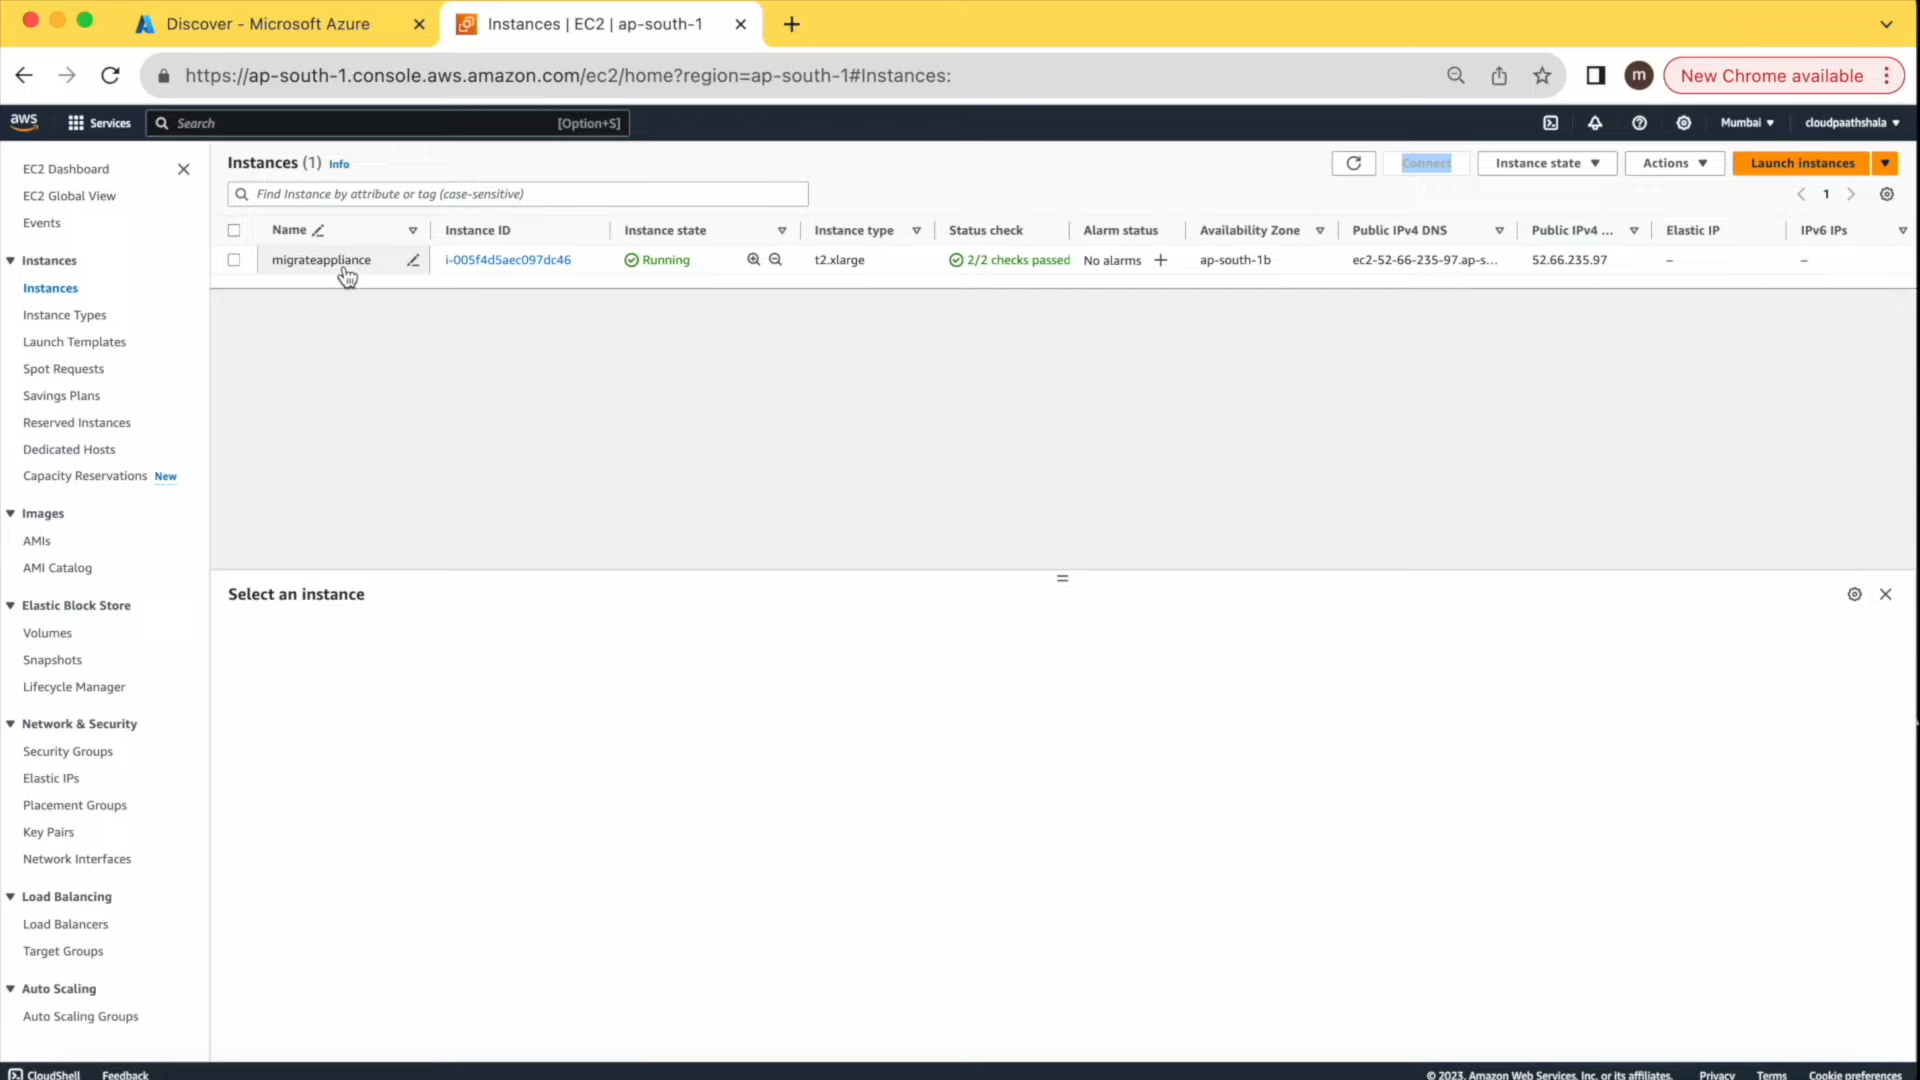 Discover - Microsoft Azure
Instances | EC2 | ap-south-1
https://ap-south-1.console.aws.amazon.com/ec2/home?region=ap-south-1#Instances:
m
New Chrome available
aws
Services
Search
[Option+S]
Mumbai
cloudpaathshala
EC2 Dashboard
EC2 Global View
Events
Instances
Instances
Instance Types
Launch Templates
Spot Requests
Savings Plans
Reserved Instances
Dedicated Hosts
Capacity Reservations New
Images
AMIs
AMI Catalog
Elastic Block Store
Volumes
Snapshots
Lifecycle Manager
Network & Security
Security Groups
Elastic IPs
Placement Groups
Key Pairs
Network Interfaces
Load Balancing
Load Balancers
Target Groups
Auto Scaling
Auto Scaling Groups
Instances (1) Info
Connect
Instance state
Actions
Launch instances
Find Instance by attribute or tag (case-sensitive)
1
Name Instance ID Instance state Instance type Status check Alarm status Availability Zone Public IPv4 DNS Public IPv4 ... Elastic IP IPv6 IPs
migrateappliance i-005f4d5aec097dc46 Running t2.xlarge 2/2 checks passed No alarms + ap-south-1b ec2-52-66-235-97.ap-s... 52.66.235.97 – –
Select an instance
CloudShell Feedback
© 2023, Amazon Web Services, Inc. or its affiliates. Privacy Terms Cookie preferences